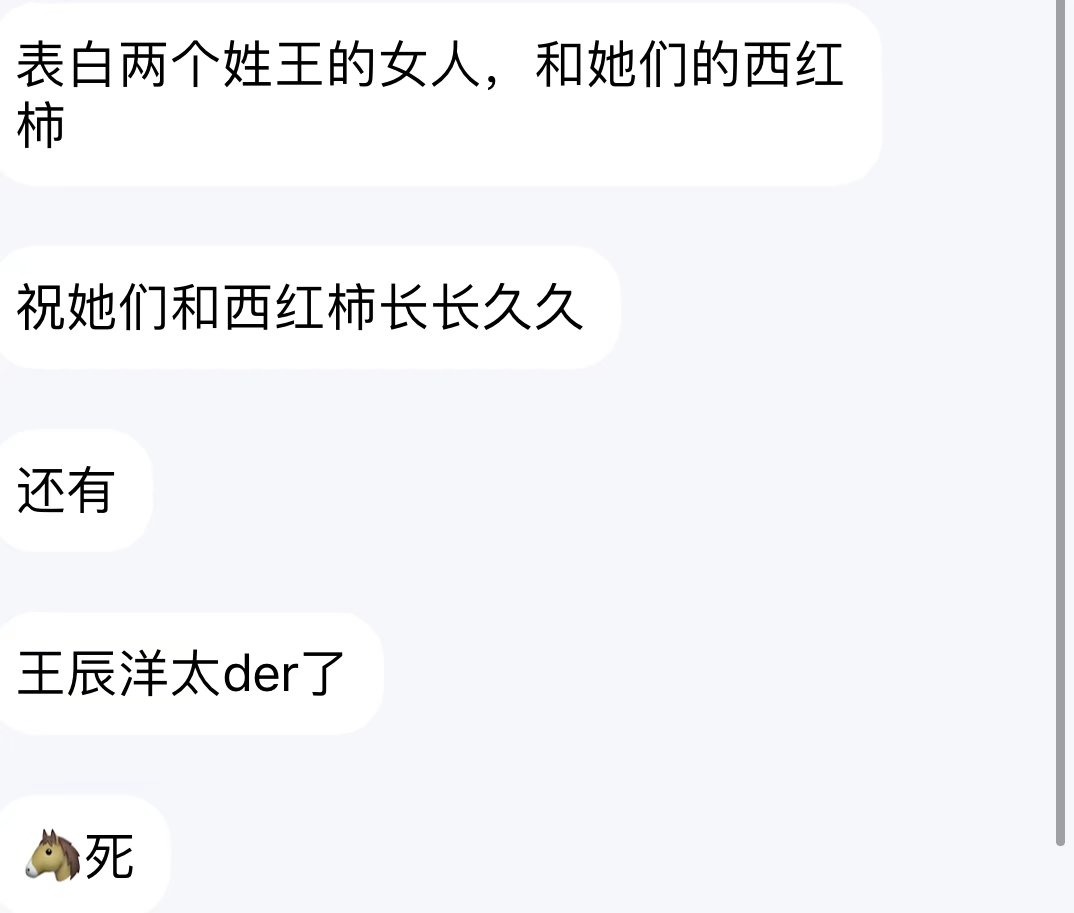 表白两个姓王的女人，和她们的西红
柿
祝她们和西红柿长长久久
还有
王辰洋太der了
🐴死